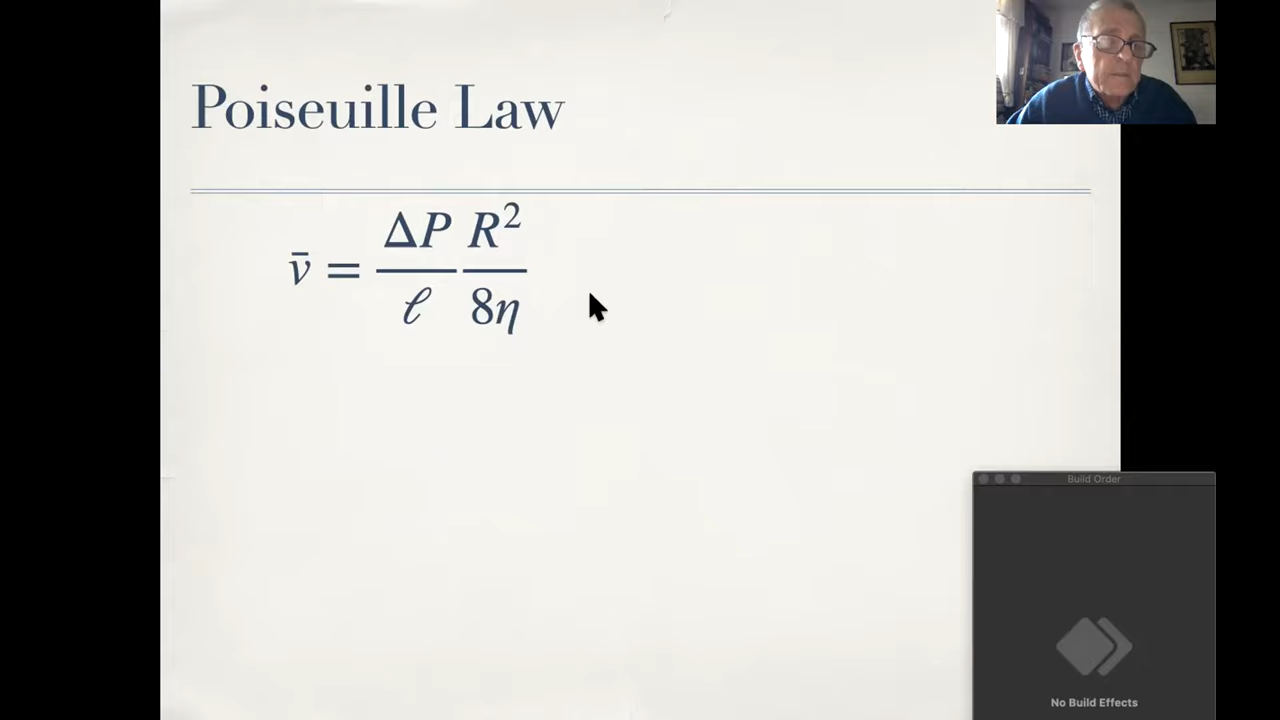 Poiseuille Law
v̄ = ΔP/ℓ R²/8η
Build Order
No Build Effects